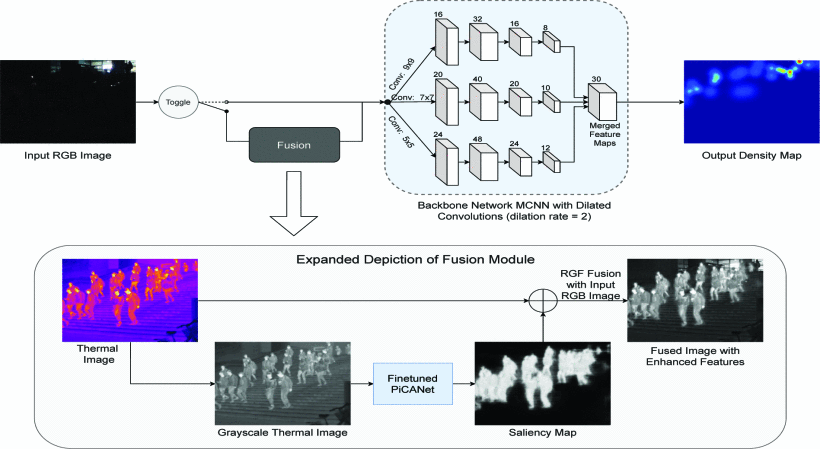 16
32
16
8
Conv: 9x9
Toggle
20
40
20
10
30
Conv: 7x7
Fusion
Merged
Feature
Maps
Conv: 5x5
24
48
24
12
Input RGB Image
Output Density Map
Backbone Network MCNN with Dilated
Convolutions (dilation rate = 2)
Expanded Depiction of Fusion Module
RGF Fusion
with Input
RGB Image
Thermal
Image
Fused Image with
Enhanced Features
Finetuned
PiCANet
Grayscale Thermal Image
Saliency Map